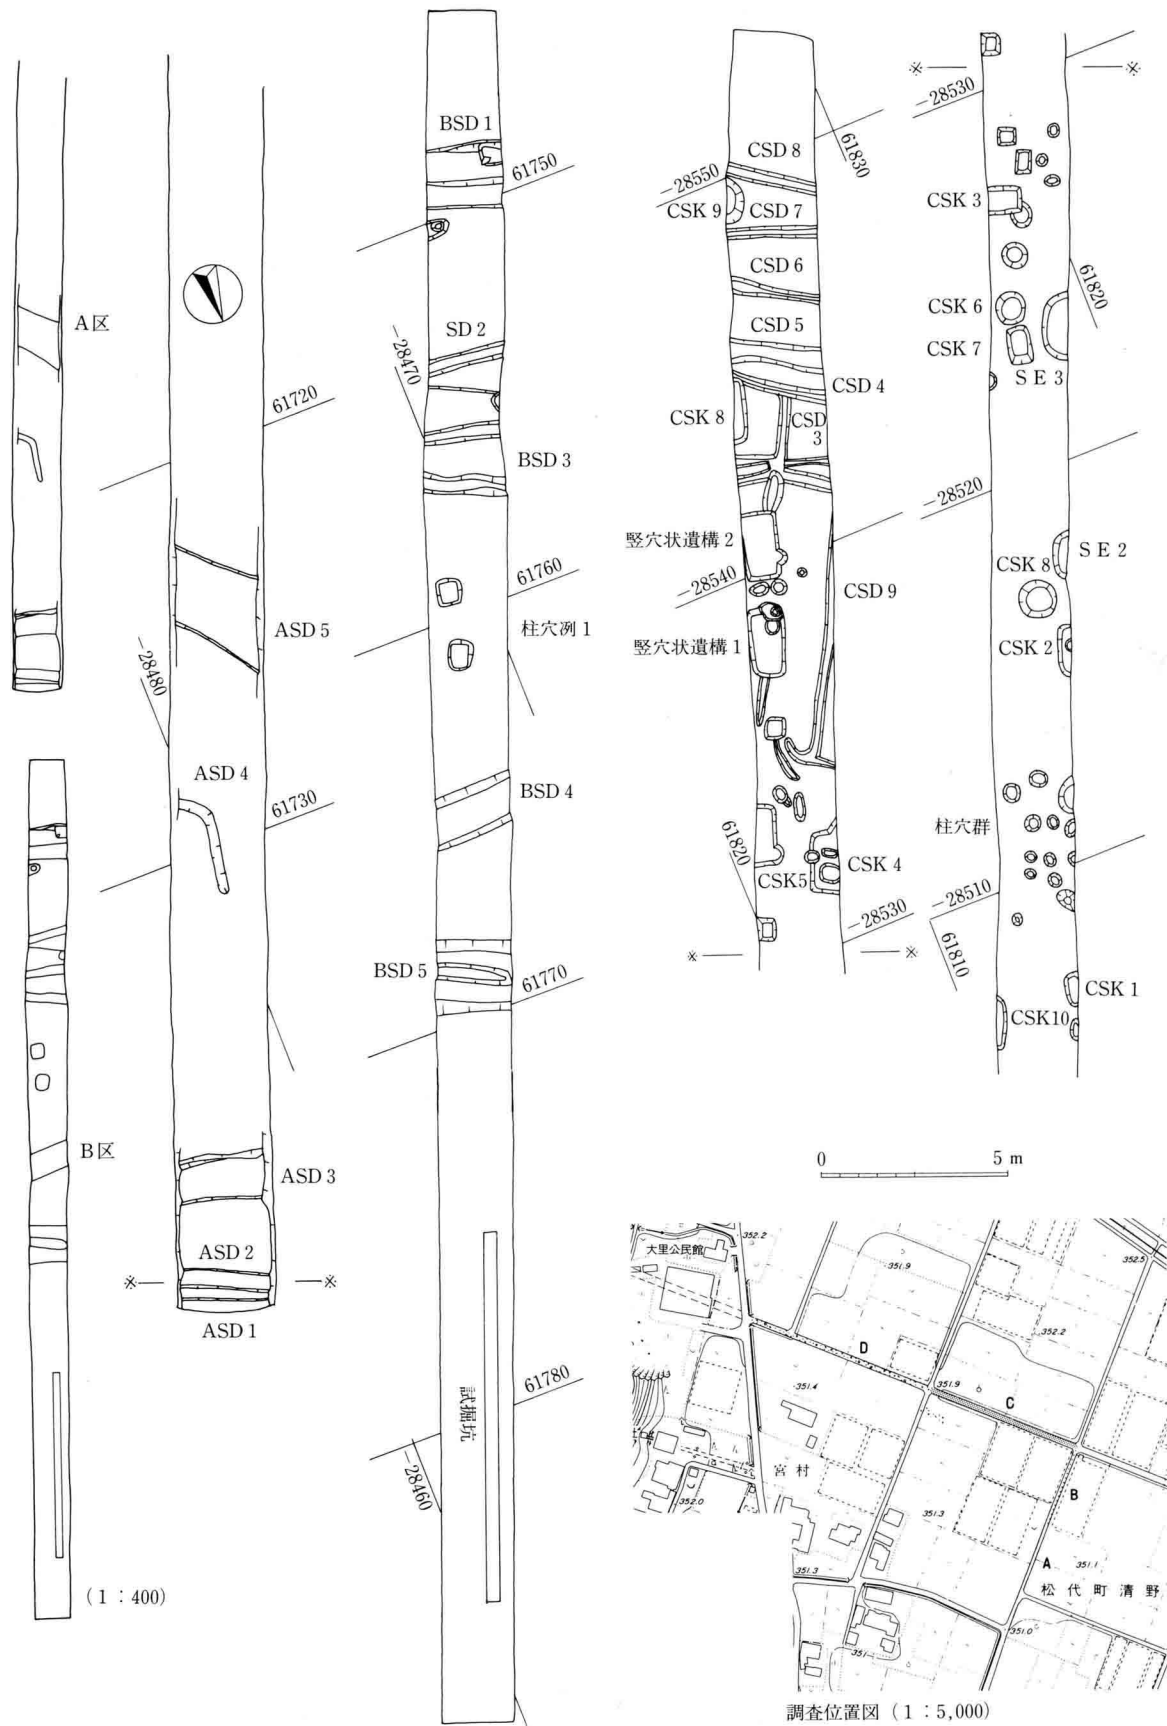 A区
B区
(1:400)
ASD 5
ASD 4
ASD 3
ASD 2
※ ※
ASD 1
61720
-28480
61730
BSD 1
61750
SD 2
-28470
BSD 3
61760
柱穴冽 1
BSD 4
BSD 5
61770
試掘坑
61780
-28460
CSD 8
61830
-28550
CSK 9
CSD 7
CSD 6
CSD 5
CSD 4
CSK 8
CSD 3
竪穴状遺構 2
-28540
CSD 9
竪穴状遺構 1
61820
CSK5
CSK 4
-28530
※ ※
※ ※
-28530
CSK 3
61820
CSK 6
CSK 7
SE 3
-28520
CSK 8
SE 2
CSK 2
柱穴群
-28510
61810
CSK 1
CSK10
0 5 m
大里公民館
352.2
351.9
352.5
352.2
D
351.4
351.9
C
宮村
352.0
351.3
B
A
351.1
松代町清野
351.3
351.0
351
調査位置図(1:5,000)